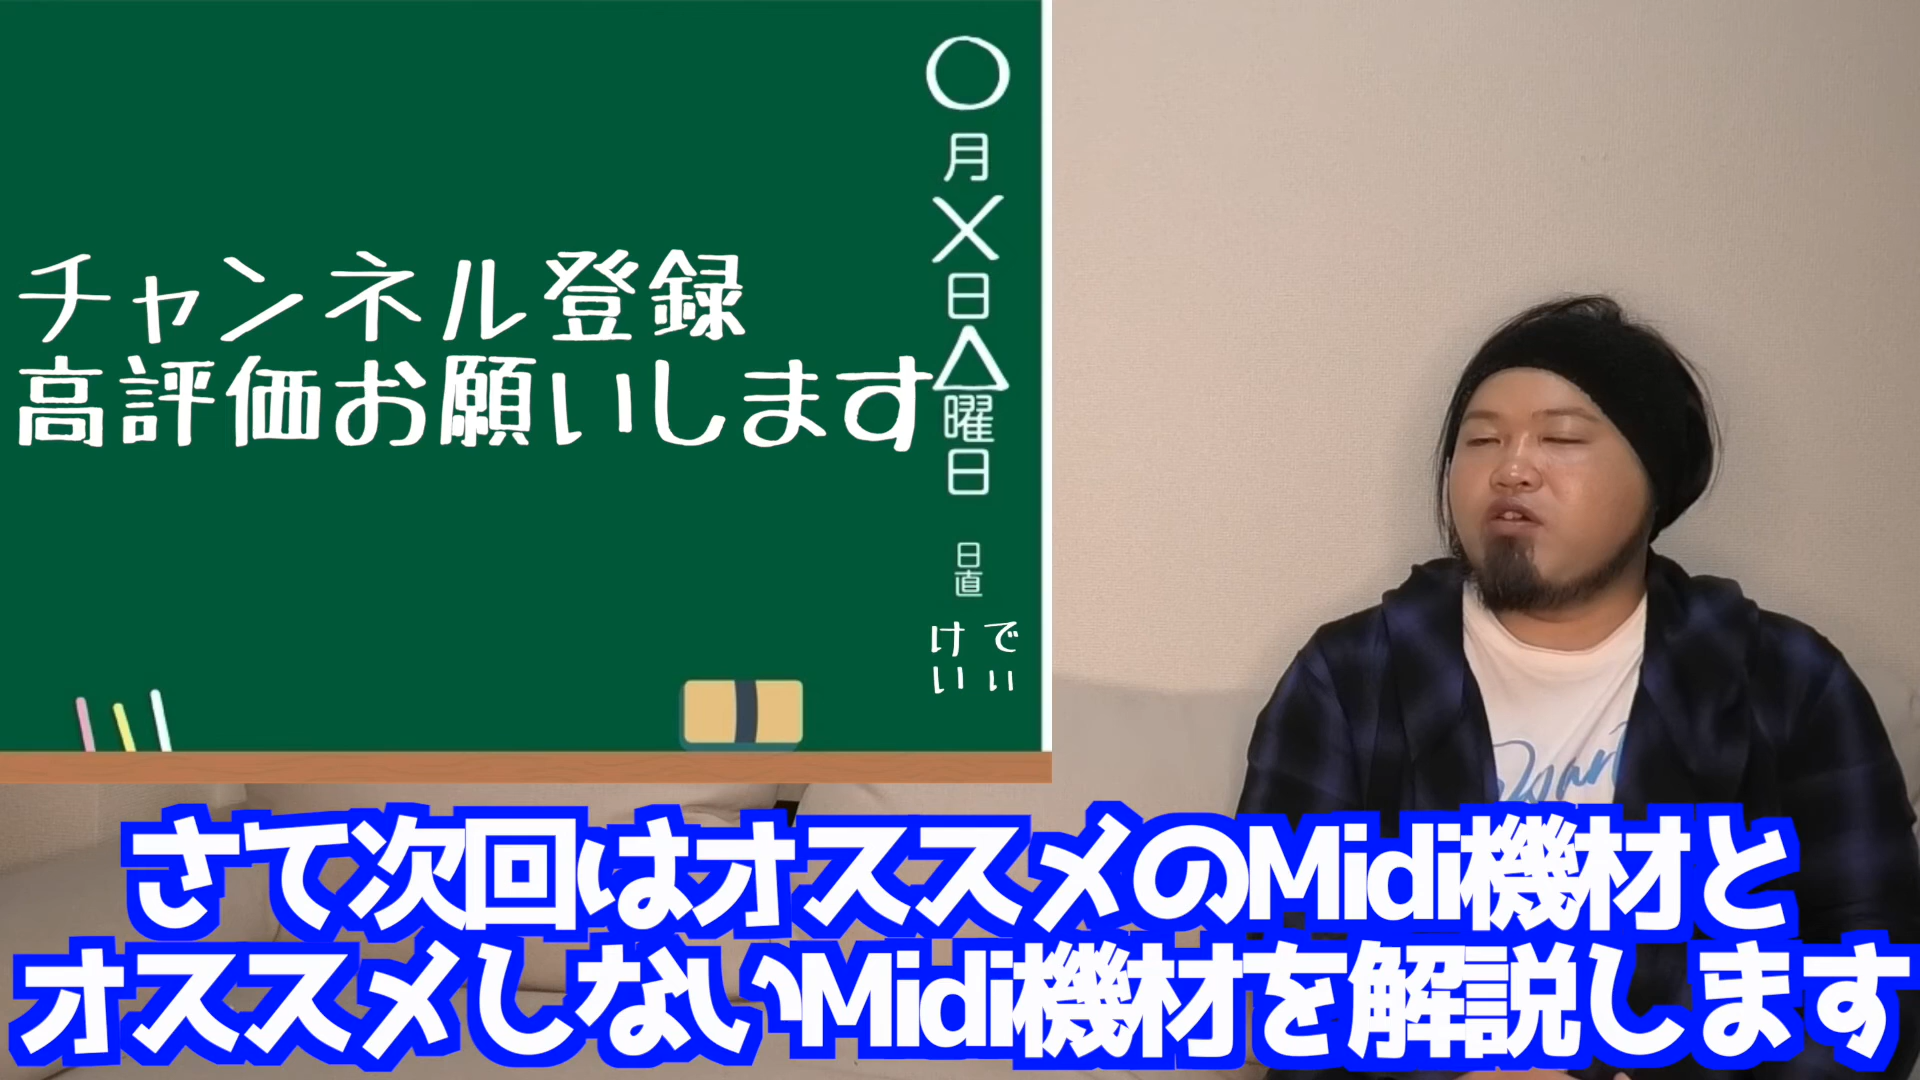 チャンネル登録
高評価お願いします
〇月×日△曜日
日直
でぃ
けい
さて次回はオススメのMidi機材と
オススメしないMidi機材を解説します